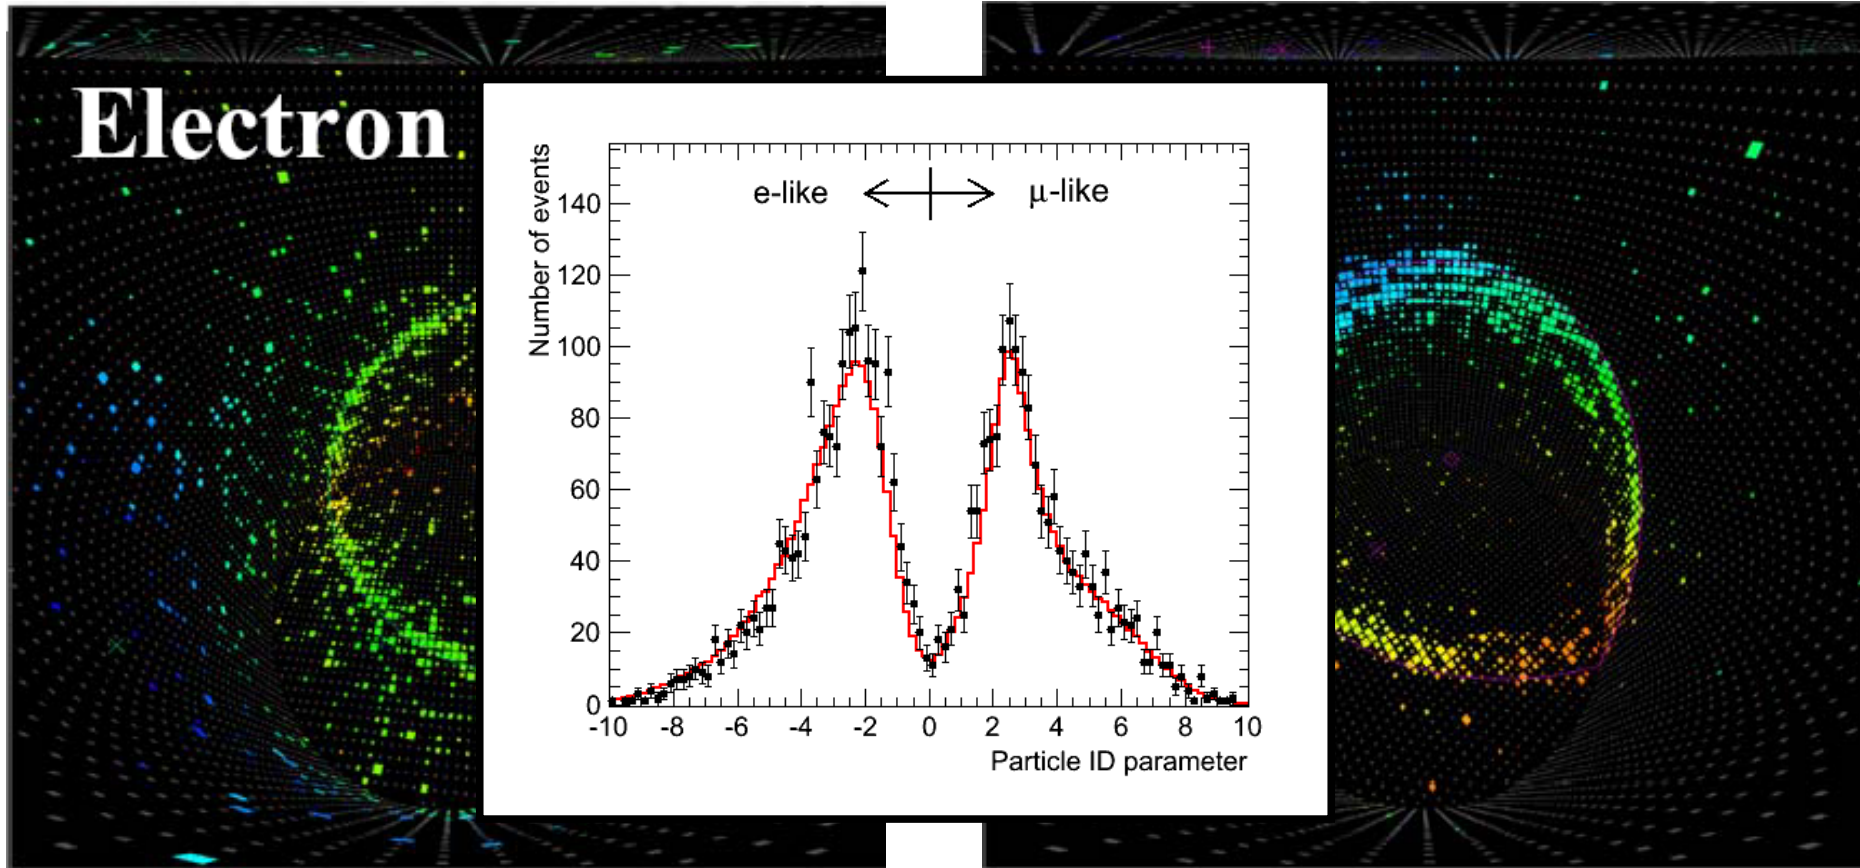 Electron
Number of events
e-like
μ-like
140
120
100
80
60
40
20
0
-10 -8 -6 -4 -2 0 2 4 6 8 10
Particle ID parameter